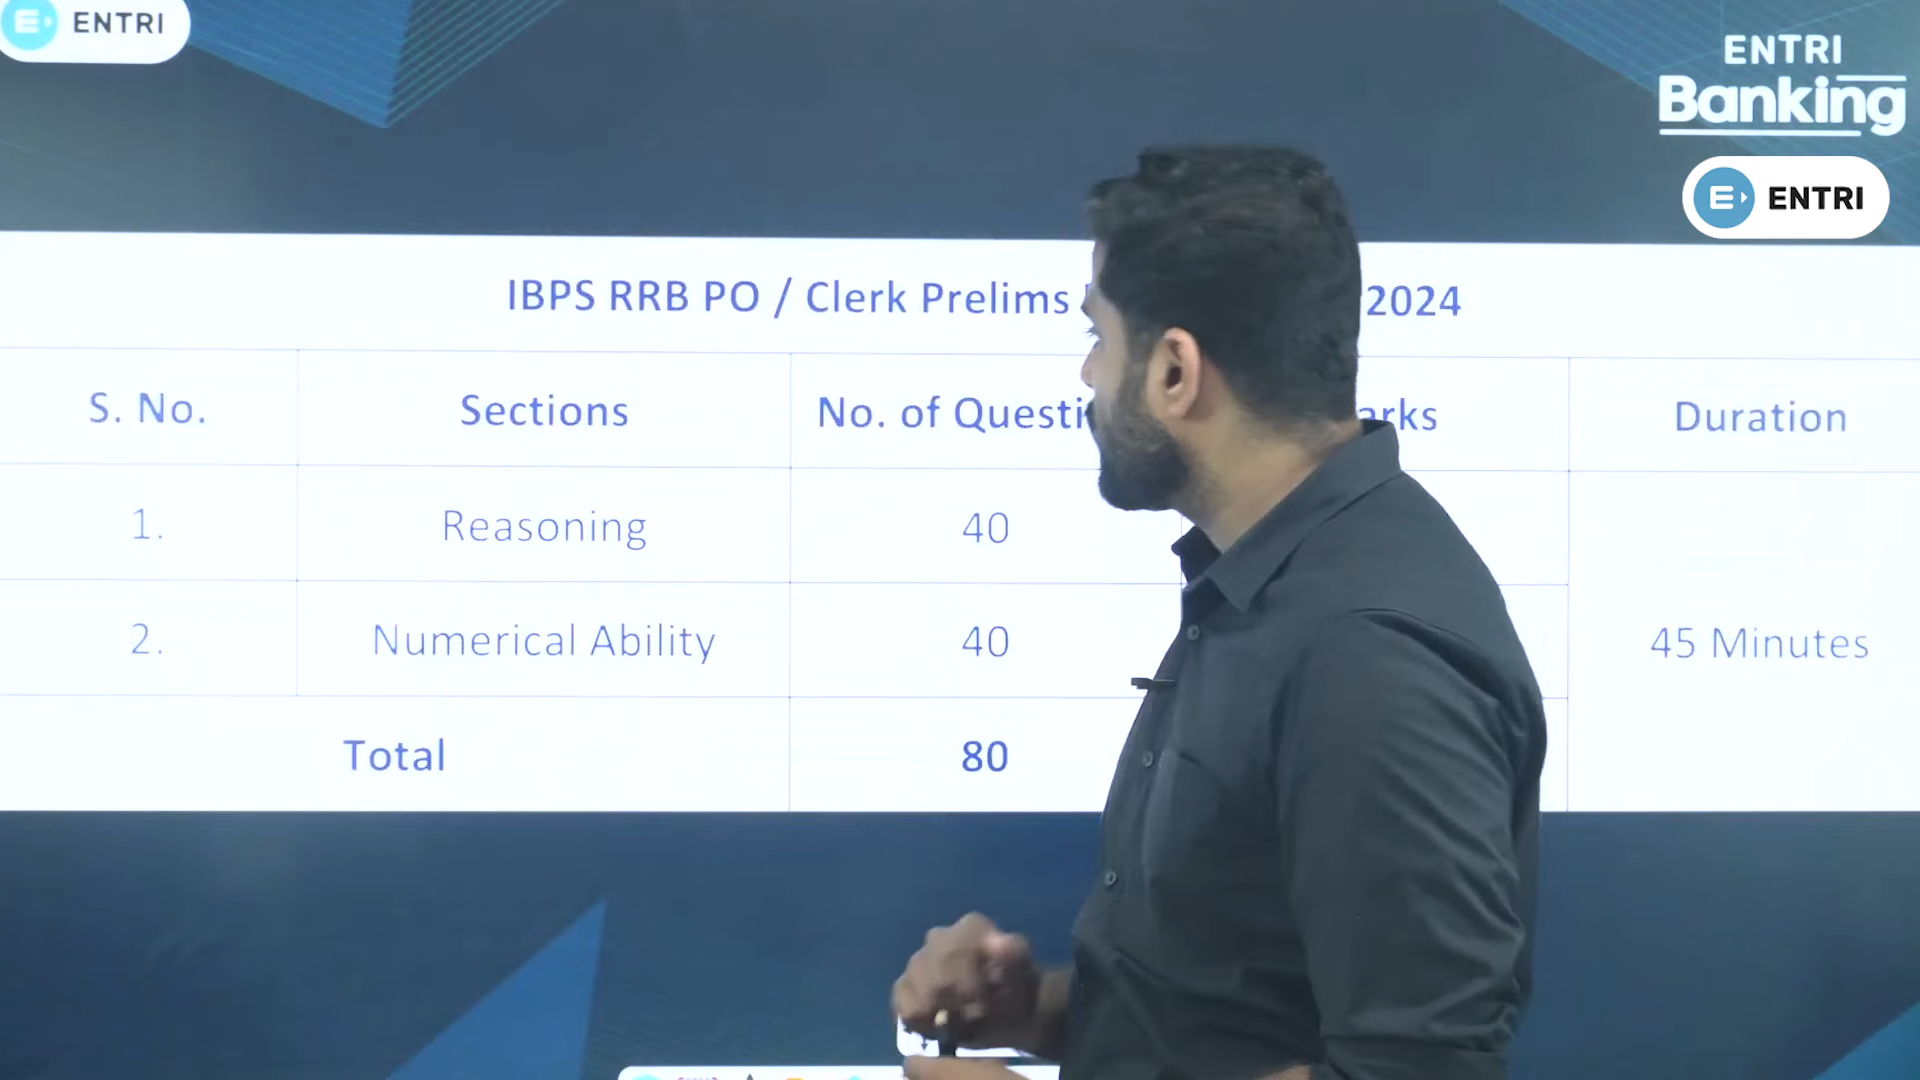 ENTRI
ENTRI
Banking
ENTRI
IBPS RRB PO / Clerk Prelims 2024
S. No. Sections No. of Questi arks Duration
1. Reasoning 40
2. Numerical Ability 40 45 Minutes
Total 80